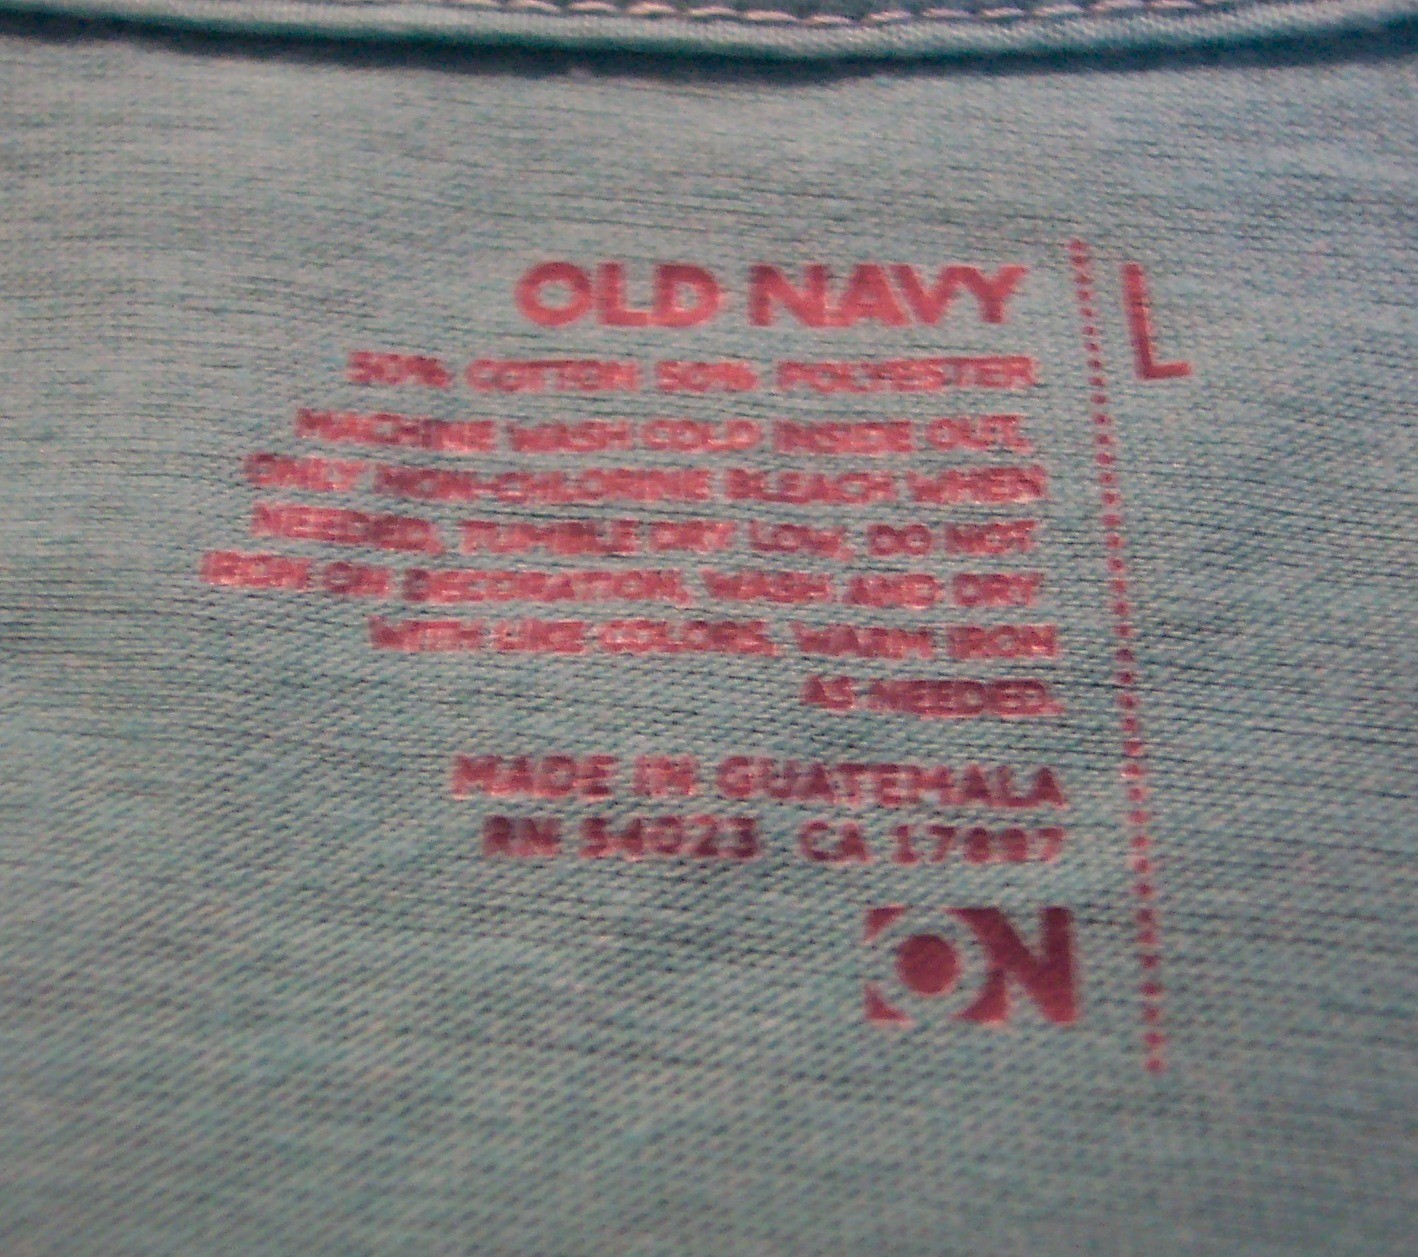 OLD NAVY
L
50% COTTON 50% POLYESTER
MACHINE WASH COLD INSIDE OUT,
ONLY NON-CHLORINE BLEACH WHEN
NEEDED, TUMBLE DRY LOW, DO NOT
IRON ON DECORATION, WASH AND DRY
WITH LIKE COLORS, WARM IRON
AS NEEDED.
MADE IN GUATEMALA
RN 54023 CA 17897
ON